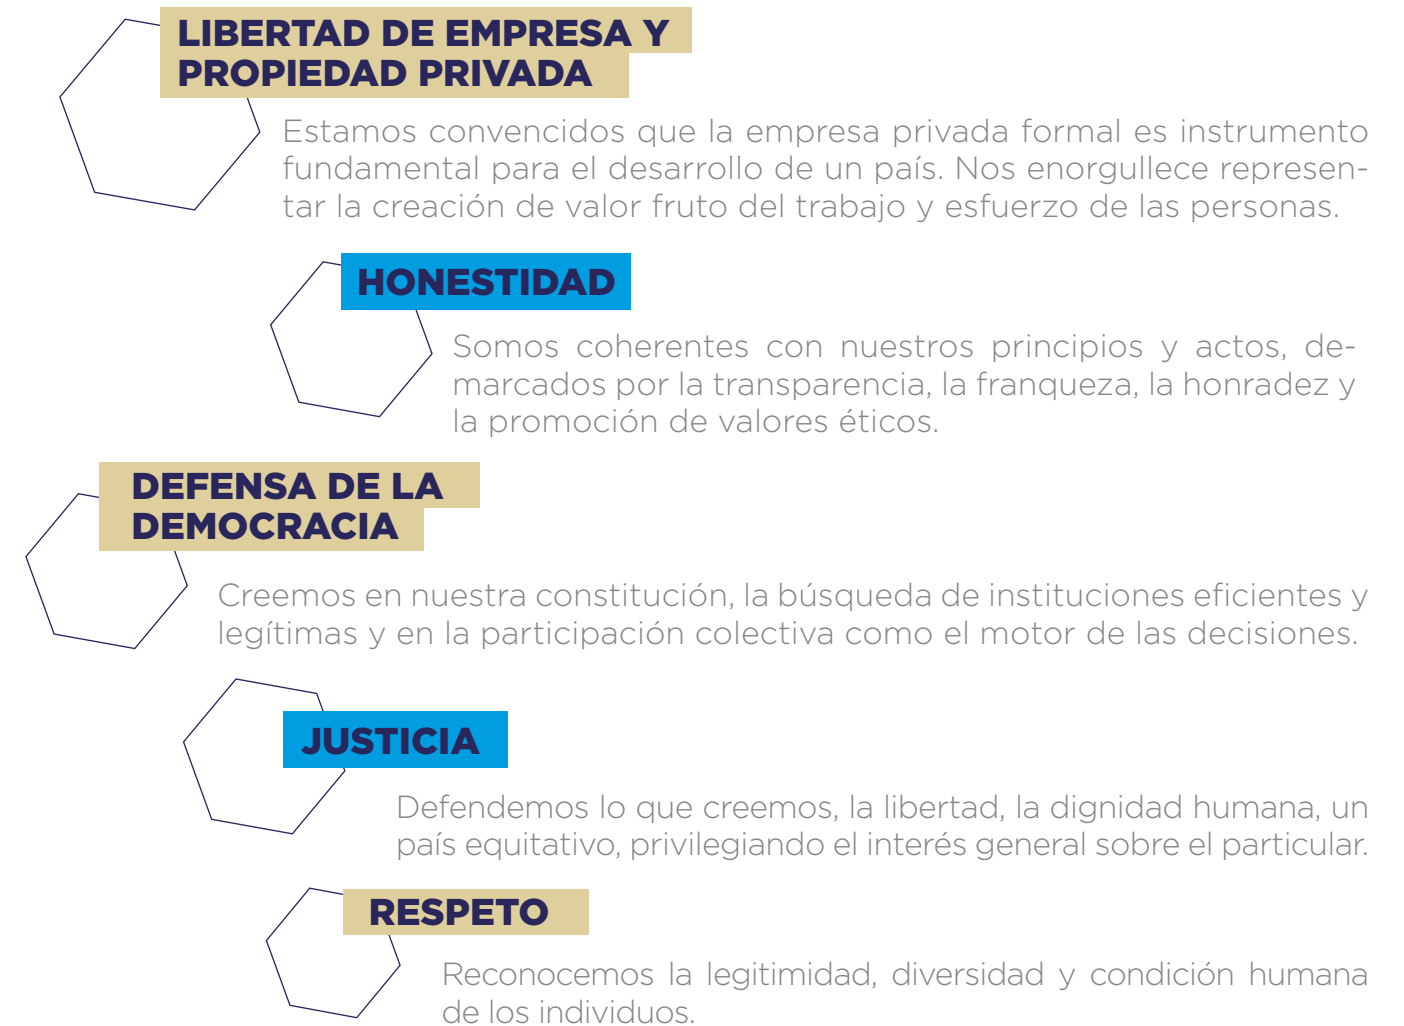 LIBERTAD DE EMPRESA Y
PROPIEDAD PRIVADA
Estamos convencidos que la empresa privada formal es instrumento
fundamental para el desarrollo de un país. Nos enorgullece represen-
tar la creación de valor fruto del trabajo y esfuerzo de las personas.
HONESTIDAD
Somos coherentes con nuestros principios y actos, de-
marcados por la transparencia, la franqueza, la honradez y
la promoción de valores éticos.
DEFENSA DE LA
DEMOCRACIA
Creemos en nuestra constitución, la búsqueda de instituciones eficientes y
legítimas y en la participación colectiva como el motor de las decisiones.
JUSTICIA
Defendemos lo que creemos, la libertad, la dignidad humana, un
país equitativo, privilegiando el interés general sobre el particular.
RESPETO
Reconocemos la legitimidad, diversidad y condición humana
de los individuos.